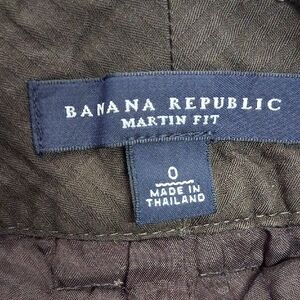 BANANA REPUBLIC
MARTIN FIT
0
MADE IN
THAILAND